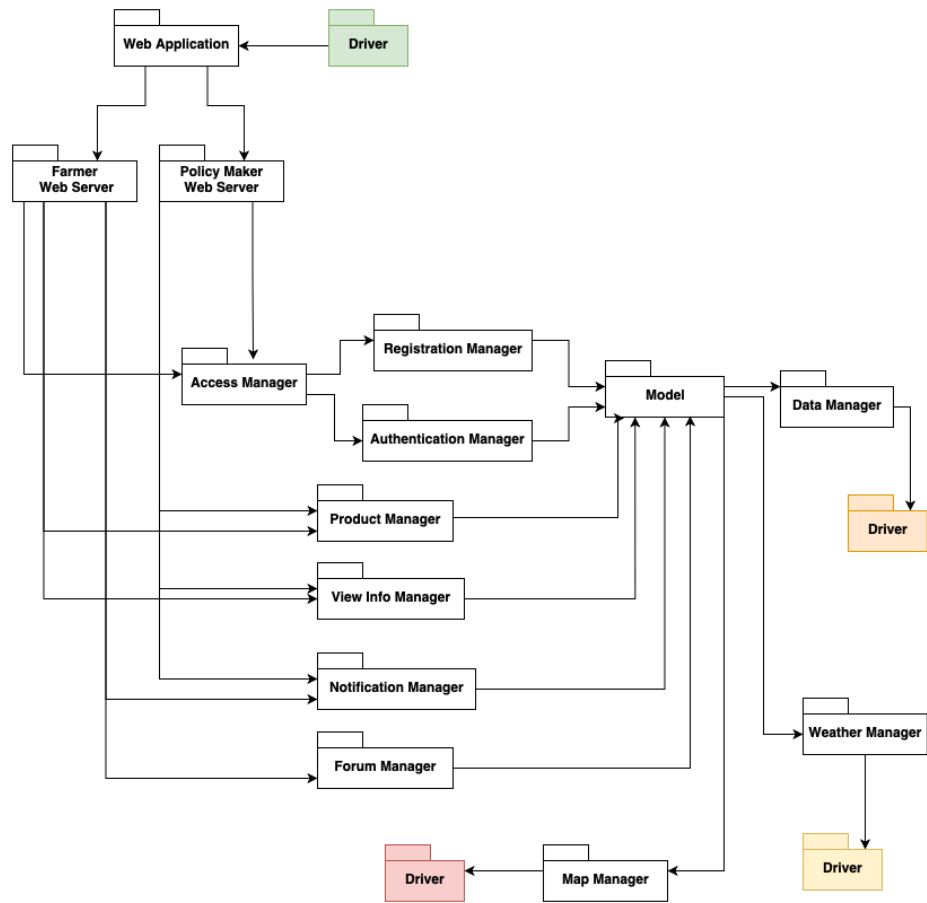 Web Application
Driver
Farmer
Web Server
Policy Maker
Web Server
Registration Manager
Access Manager
Model
Data Manager
Authentication Manager
Product Manager
Driver
View Info Manager
Notification Manager
Weather Manager
Forum Manager
Driver
Map Manager
Driver